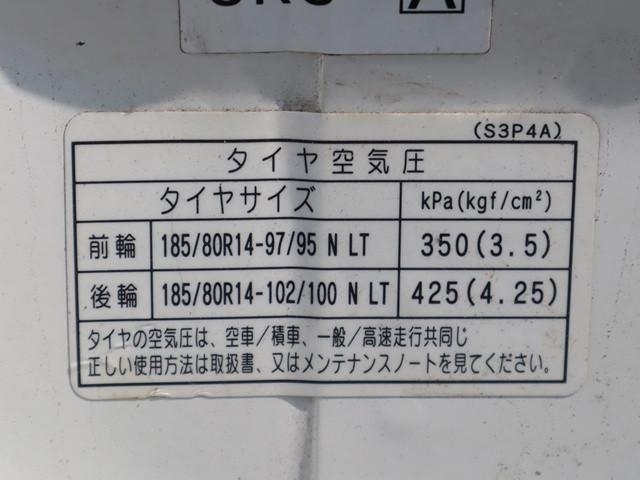 A
(S3P4A)
タイヤ空気圧
タイヤサイズ kPa(kgf/cm²)
前輪 185/80R14-97/95 N LT 350(3.5)
後輪 185/80R14-102/100 N LT 425(4.25)
タイヤの空気圧は、空車/積車、一般/高速走行共同じ
正しい使用方法は取扱書、又はメンテナンスノートを見てください。